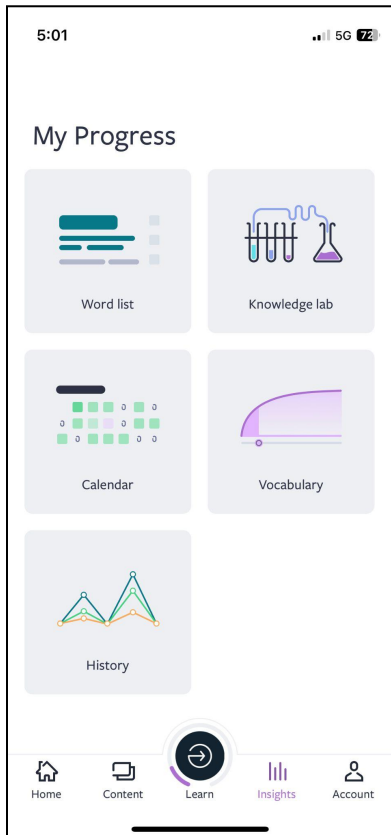 5:01 5G 72
My Progress
Word list Knowledge lab
Calendar Vocabulary
History
Home Content Learn Insights Account